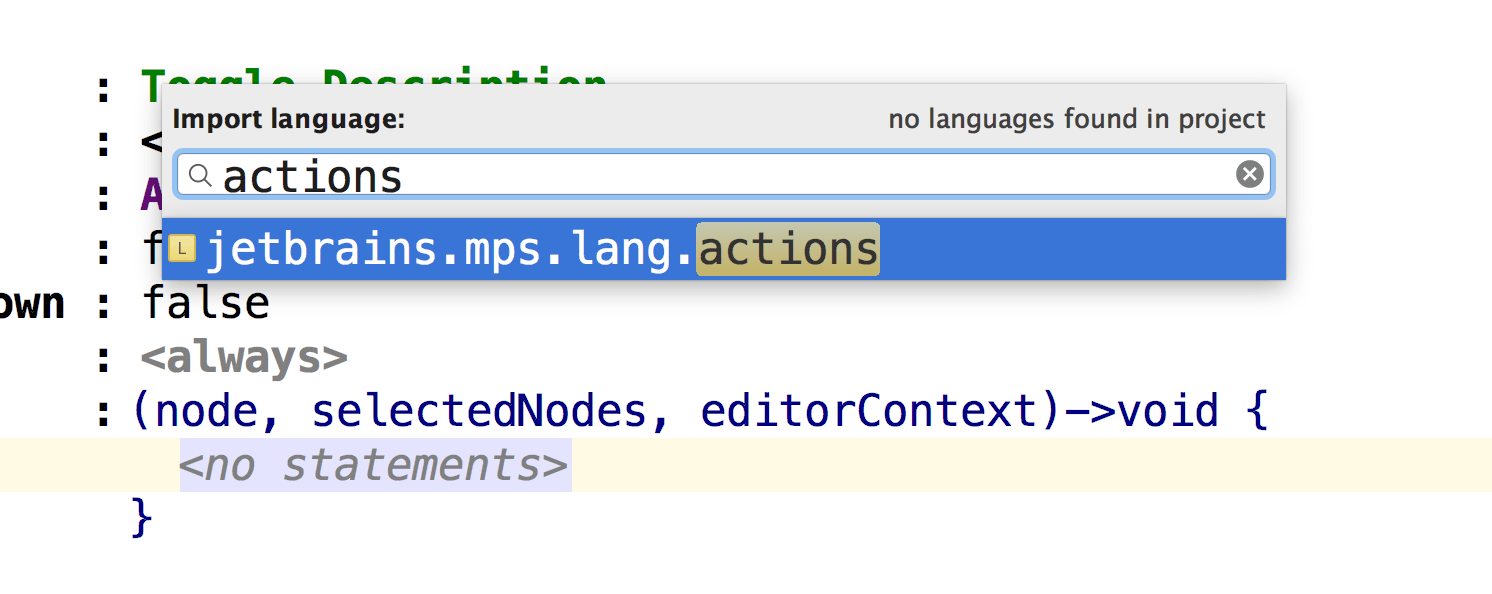 : Toggle Description
Import language: no languages found in project
: <
actions
: A
: f L jetbrains.mps.lang.actions
own : false
: <always>
: (node, selectedNodes, editorContext)->void {
<no statements>
}